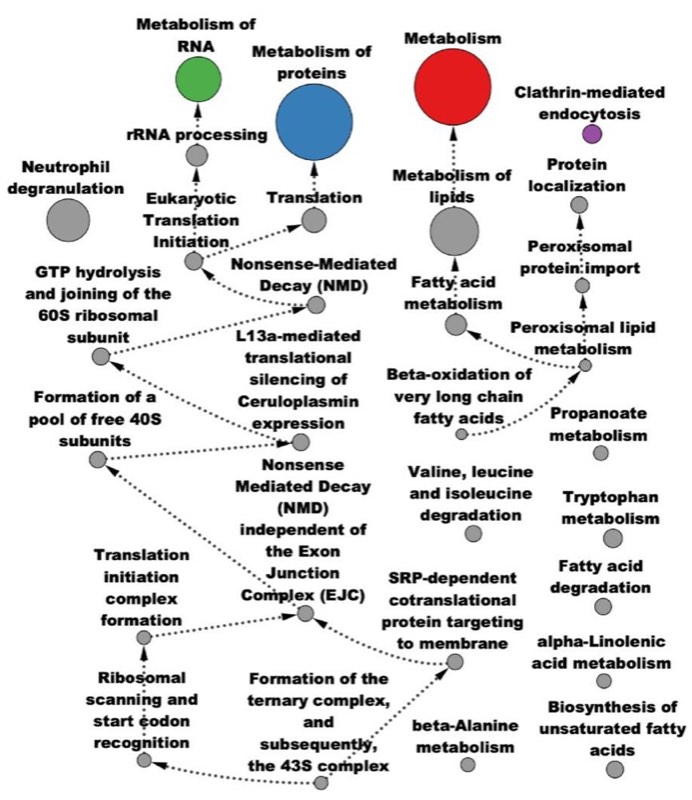 Metabolism of
RNA
Metabolism of
proteins
Metabolism
Clathrin-mediated
endocytosis
rRNA processing
Neutrophil
degranulation
Protein
localization
Metabolism of
lipids
Eukaryotic
Translation
Initiation
Translation
Peroxisomal
protein import
GTP hydrolysis
and joining of the
60S ribosomal
subunit
Nonsense-Mediated
Decay (NMD)
Fatty acid
metabolism
Peroxisomal lipid
metabolism
L13a-mediated
translational
silencing of
Ceruloplasmin
expression
Beta-oxidation of
very long chain
fatty acids
Formation of a
pool of free 40S
subunits
Propanoate
metabolism
Nonsense
Mediated Decay
(NMD)
independent of
the Exon
Junction
Complex (EJC)
Valine, leucine
and isoleucine
degradation
Tryptophan
metabolism
Translation
initiation
complex
formation
SRP-dependent
cotranslational
protein targeting
to membrane
Fatty acid
degradation
alpha-Linolenic
acid metabolism
Ribosomal
scanning and
start codon
recognition
Formation of the
ternary complex,
and
subsequently,
the 43S complex
beta-Alanine
metabolism
Biosynthesis of
unsaturated fatty
acids